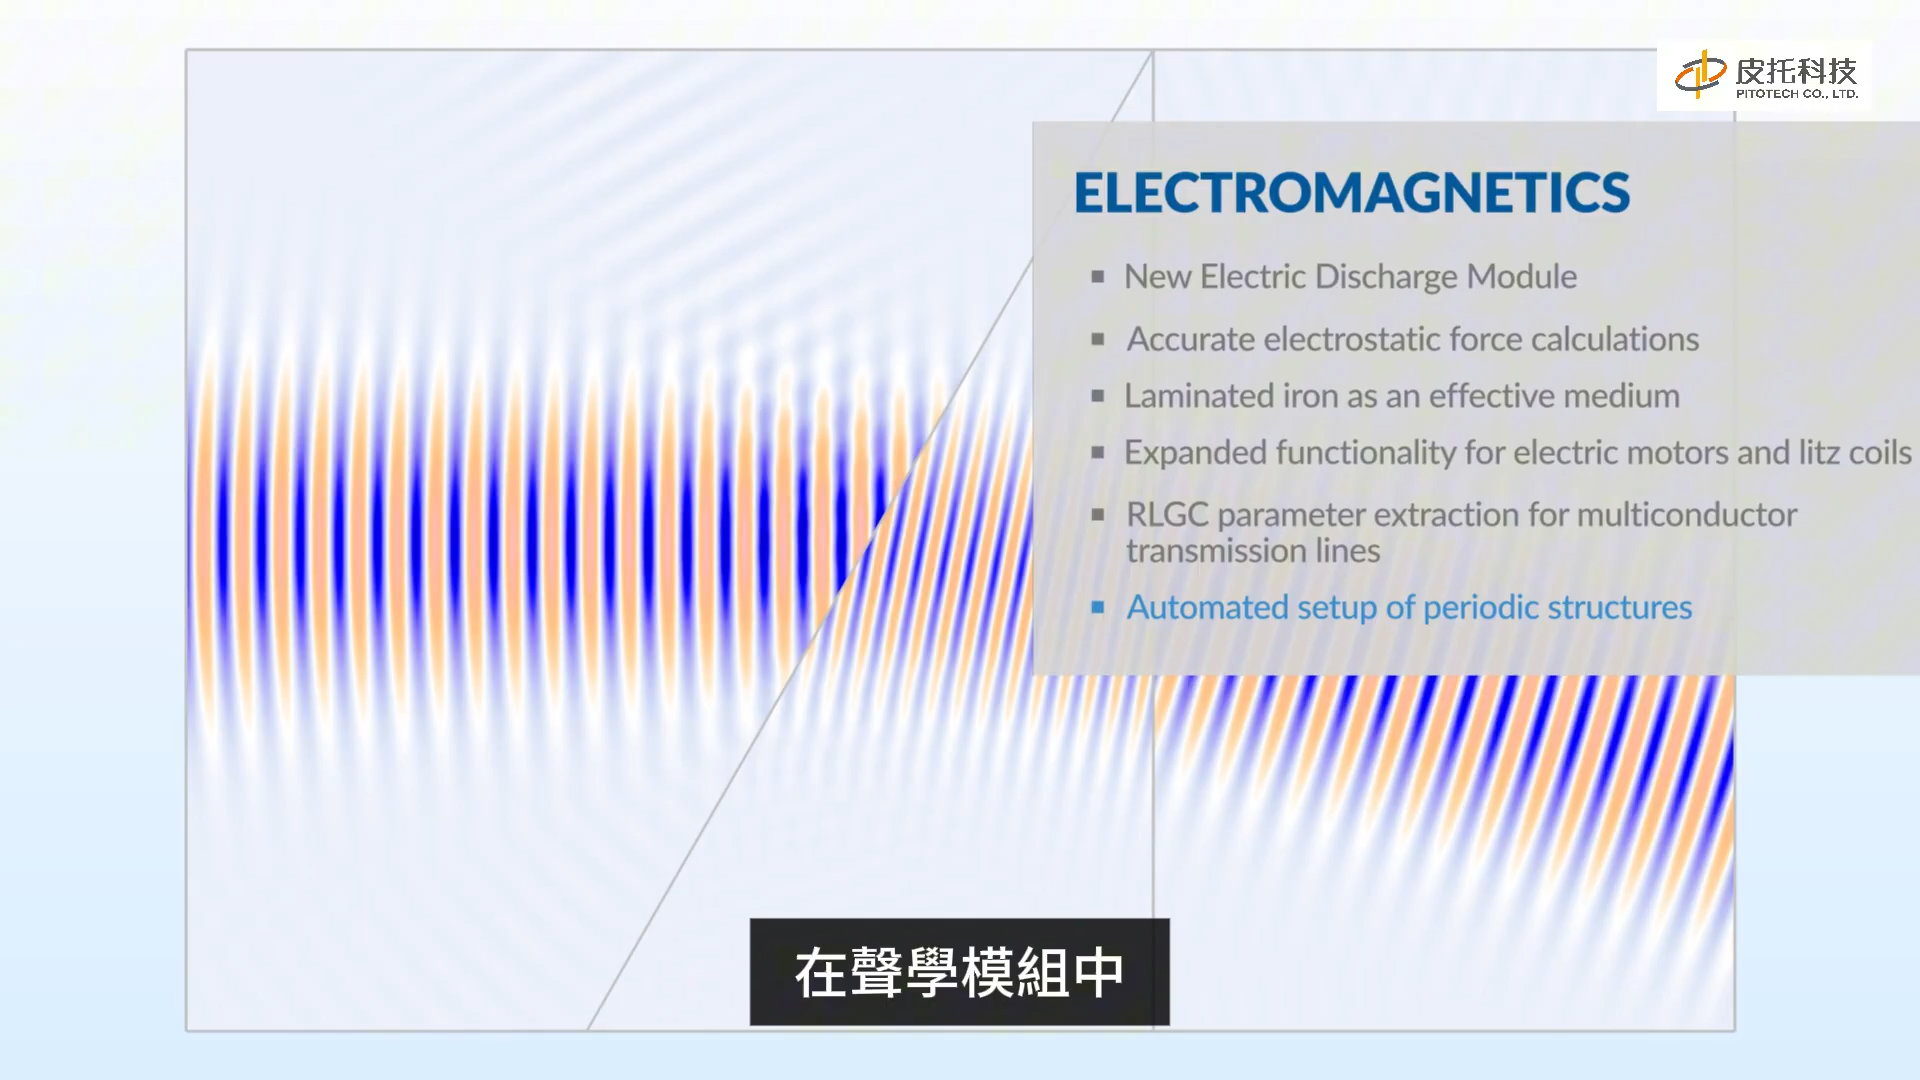 皮托科技
PITOTECH CO., LTD.
ELECTROMAGNETICS
▪ New Electric Discharge Module
▪ Accurate electrostatic force calculations
▪ Laminated iron as an effective medium
▪ Expanded functionality for electric motors and litz coils
▪ RLGC parameter extraction for multiconductor
transmission lines
▪ Automated setup of periodic structures
在聲學模組中